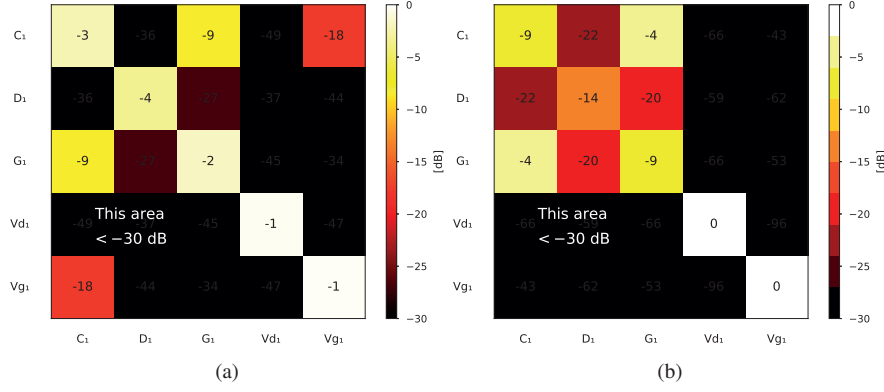 C₁ -3 -36 -9 -49 -18
D₁ -36 -4 -27 -37 -44
G₁ -9 -27 -2 -45 -34
Vd₁ -49 -37 -45 -1 -47
This area
< −30 dB
Vg₁ -18 -44 -34 -47 -1
C₁ D₁ G₁ Vd₁ Vg₁
0
−5
−10
−15
−20
−25
−30
[dB]
(a)
C₁ -9 -22 -4 -66 -43
D₁ -22 -14 -20 -59 -62
G₁ -4 -20 -9 -66 -53
Vd₁ -66 -59 -66 0 -96
This area
< −30 dB
Vg₁ -43 -62 -53 -96 0
C₁ D₁ G₁ Vd₁ Vg₁
0
−5
−10
−15
−20
−25
−30
[dB]
(b)